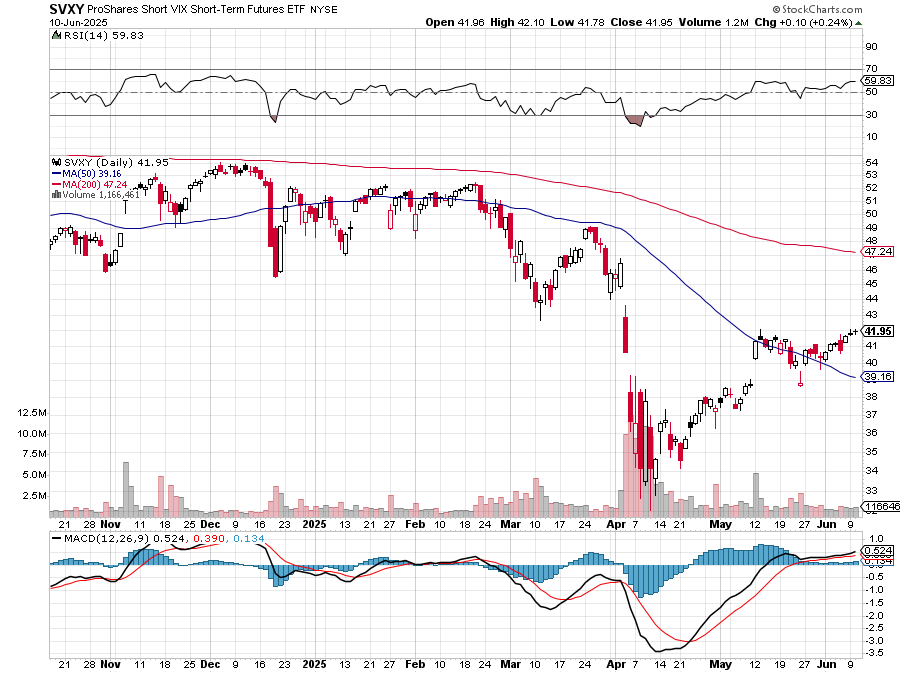 SVXY ProShares Short VIX Short-Term Futures ETF NYSE © StockCharts.com
10-Jun-2025 Open 41.96 High 42.10 Low 41.78 Close 41.95 Volume 1.2M Chg +0.10 (+0.24%)
RSI(14) 59.83
90
70
59.83
50
30
10
SVXY (Daily) 41.95
MA(50) 39.16
MA(200) 47.24
Volume 1,166,461
54
53
52
51
50
49
48
47.24
46
45
44
43
41.95
41
40
39.16
38
37
36
35
34
33
12.5M
10.0M
7.5M
5.0M
2.5M
1166461
21 28 Nov 11 18 25 Dec 9 16 23 2025 13 21 27 Feb 10 18 24 Mar 10 17 24 Apr 7 14 21 May 12 19 27 Jun 9
MACD(12,26,9) 0.524, 0.390, 0.134
1.0
0.524
0.134
-0.5
-1.0
-1.5
-2.0
-2.5
-3.0
-3.5
21 28 Nov 11 18 25 Dec 9 16 23 2025 13 21 27 Feb 10 18 24 Mar 10 17 24 Apr 7 14 21 May 12 19 27 Jun 9